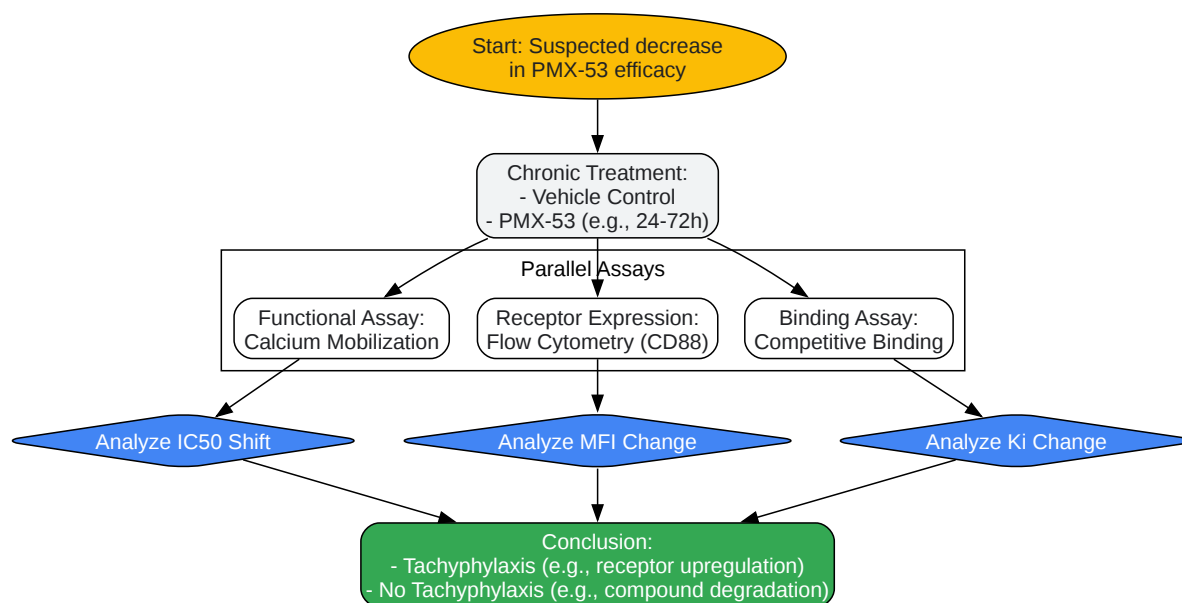 Start: Suspected decrease
in PMX-53 efficacy
Chronic Treatment:
- Vehicle Control
- PMX-53 (e.g., 24-72h)
Parallel Assays
Functional Assay:
Calcium Mobilization
Receptor Expression:
Flow Cytometry (CD88)
Binding Assay:
Competitive Binding
Analyze IC50 Shift
Analyze MFI Change
Analyze Ki Change
Conclusion:
- Tachyphylaxis (e.g., receptor upregulation)
- No Tachyphylaxis (e.g., compound degradation)